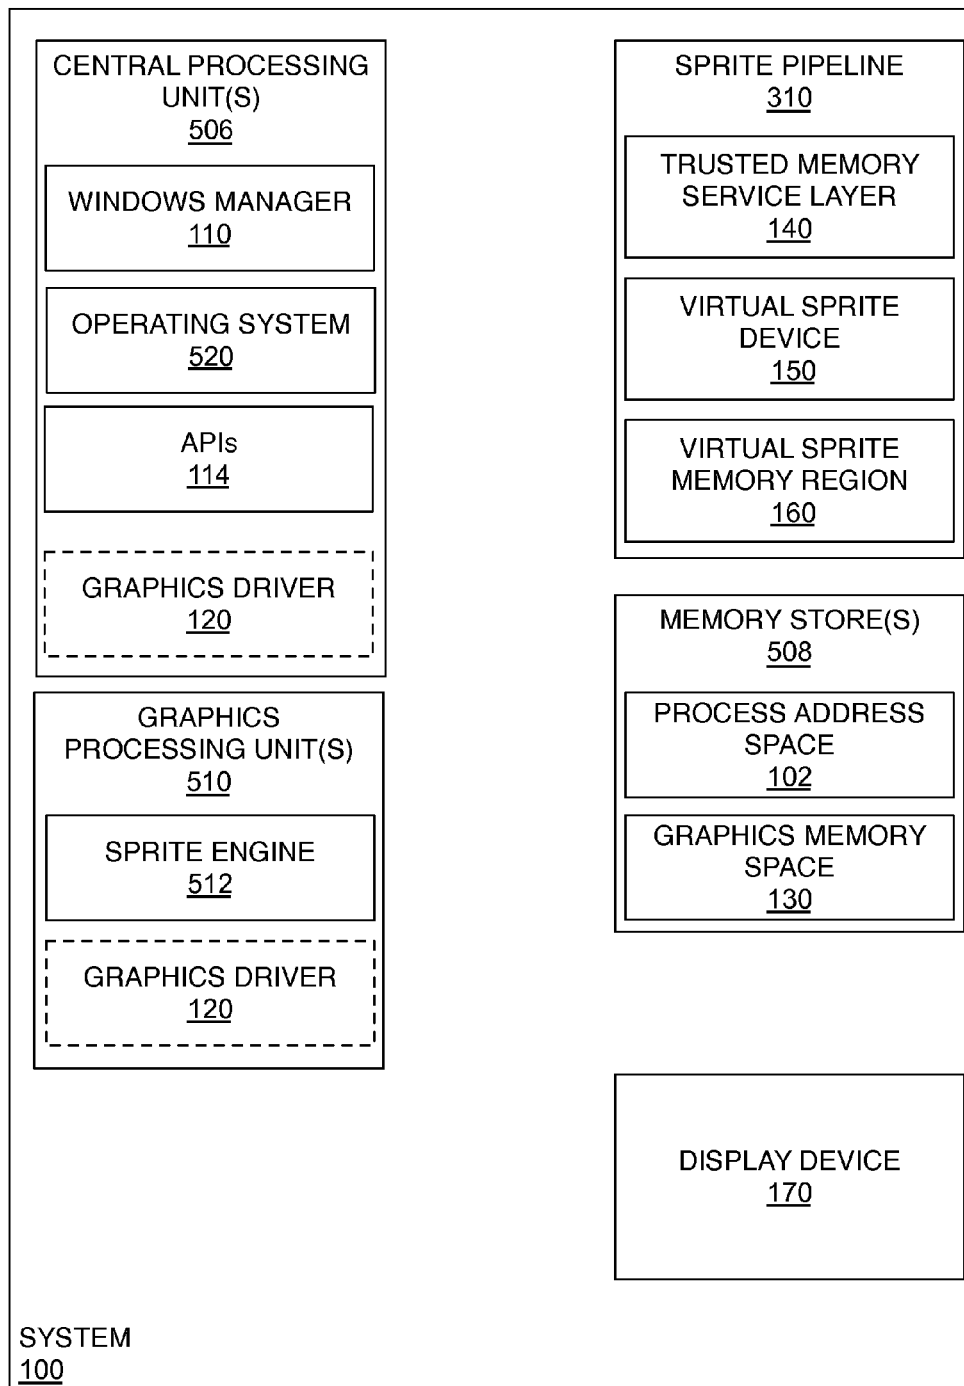 CENTRAL PROCESSING
UNIT(S)
506
WINDOWS MANAGER
110
OPERATING SYSTEM
520
APIs
114
GRAPHICS DRIVER
120
GRAPHICS
PROCESSING UNIT(S)
510
SPRITE ENGINE
512
GRAPHICS DRIVER
120
SPRITE PIPELINE
310
TRUSTED MEMORY
SERVICE LAYER
140
VIRTUAL SPRITE
DEVICE
150
VIRTUAL SPRITE
MEMORY REGION
160
MEMORY STORE(S)
508
PROCESS ADDRESS
SPACE
102
GRAPHICS MEMORY
SPACE
130
DISPLAY DEVICE
170
SYSTEM
100